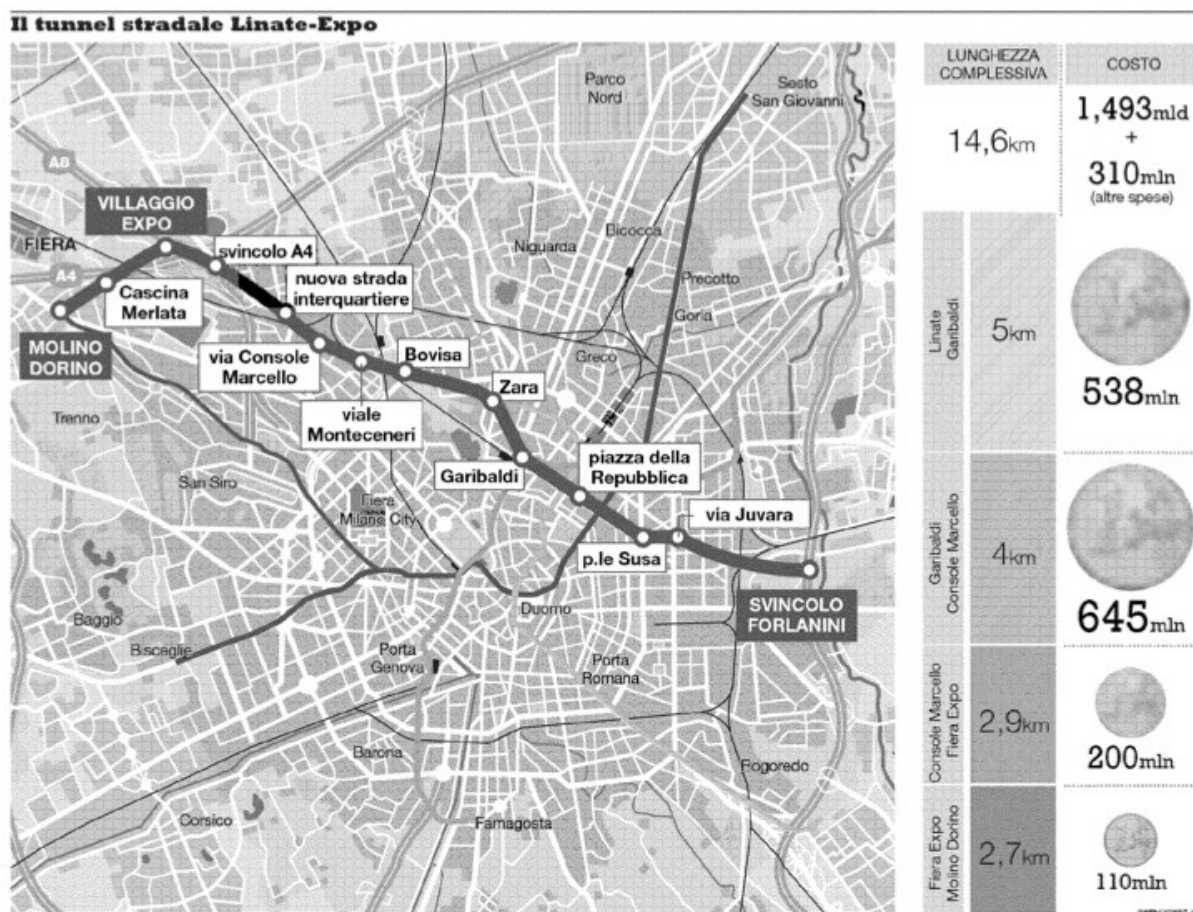 Il tunnel stradale Linate-Expo
Parco
Nord
Sesto
San Giovanni
A8
VILLAGGIO
EXPO
FIERA
svincolo A4
Niguarda
Bicocca
A4
nuova strada
interquartiere
Precotto
Cascina
Merlata
Gorla
MOLINO
DORINO
via Console
Marcello
Bovisa
Greco
Zara
Trenno
viale
Monteceneri
Garibaldi
piazza della
Repubblica
San Siro
Fiera
Milano City
via Juvara
p.le Susa
Duomo
SVINCOLO
FORLANINI
Baggio
Bisceglie
Porta
Genova
Porta
Romana
Barona
Rogoredo
Corsico
Famagosta
LUNGHEZZA
COMPLESSIVA
COSTO
14,6km
1,493mld
+
310mln
(altre spese)
Linate
Garibaldi
5km
538mln
Garibaldi
Console Marcello
4km
645mln
Console Marcello
Fiera Expo
2,9km
200mln
Fiera Expo
Molino Dorino
2,7km
110mln